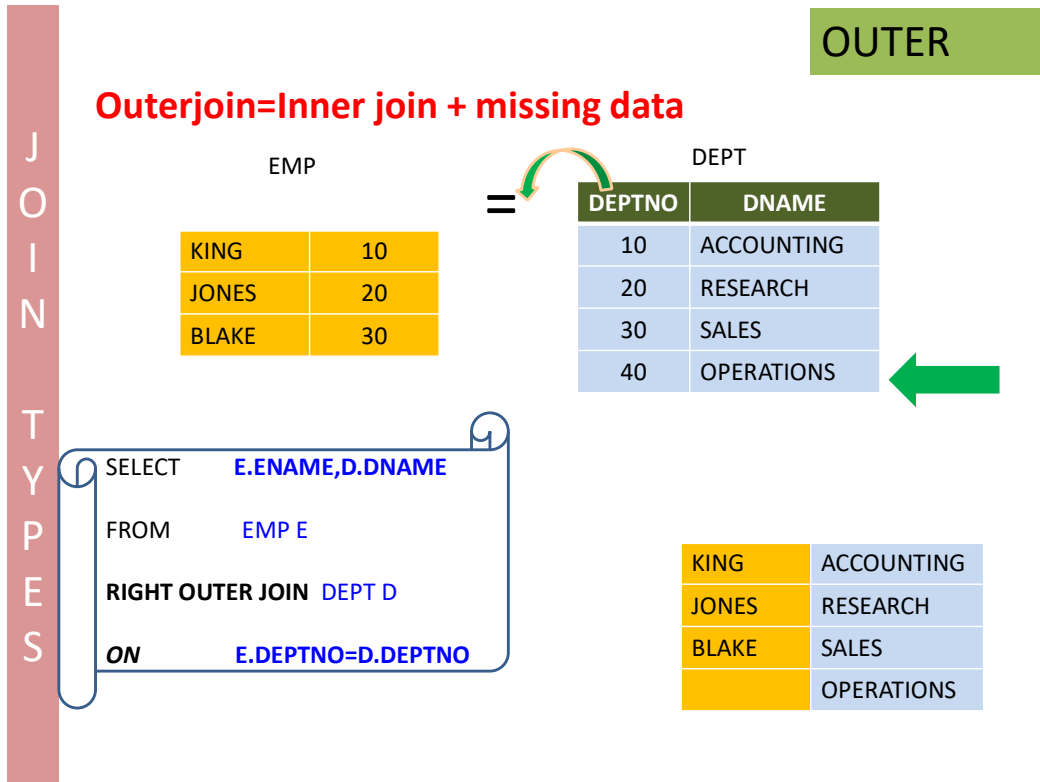 OUTER
JOIN TYPES
Outerjoin=Inner join + missing data
EMP
DEPT
=
DEPTNO DNAME
KING 10
JONES 20
BLAKE 30
10 ACCOUNTING
20 RESEARCH
30 SALES
40 OPERATIONS
SELECT E.ENAME,D.DNAME
FROM EMP E
RIGHT OUTER JOIN DEPT D
ON E.DEPTNO=D.DEPTNO
KING ACCOUNTING
JONES RESEARCH
BLAKE SALES
OPERATIONS